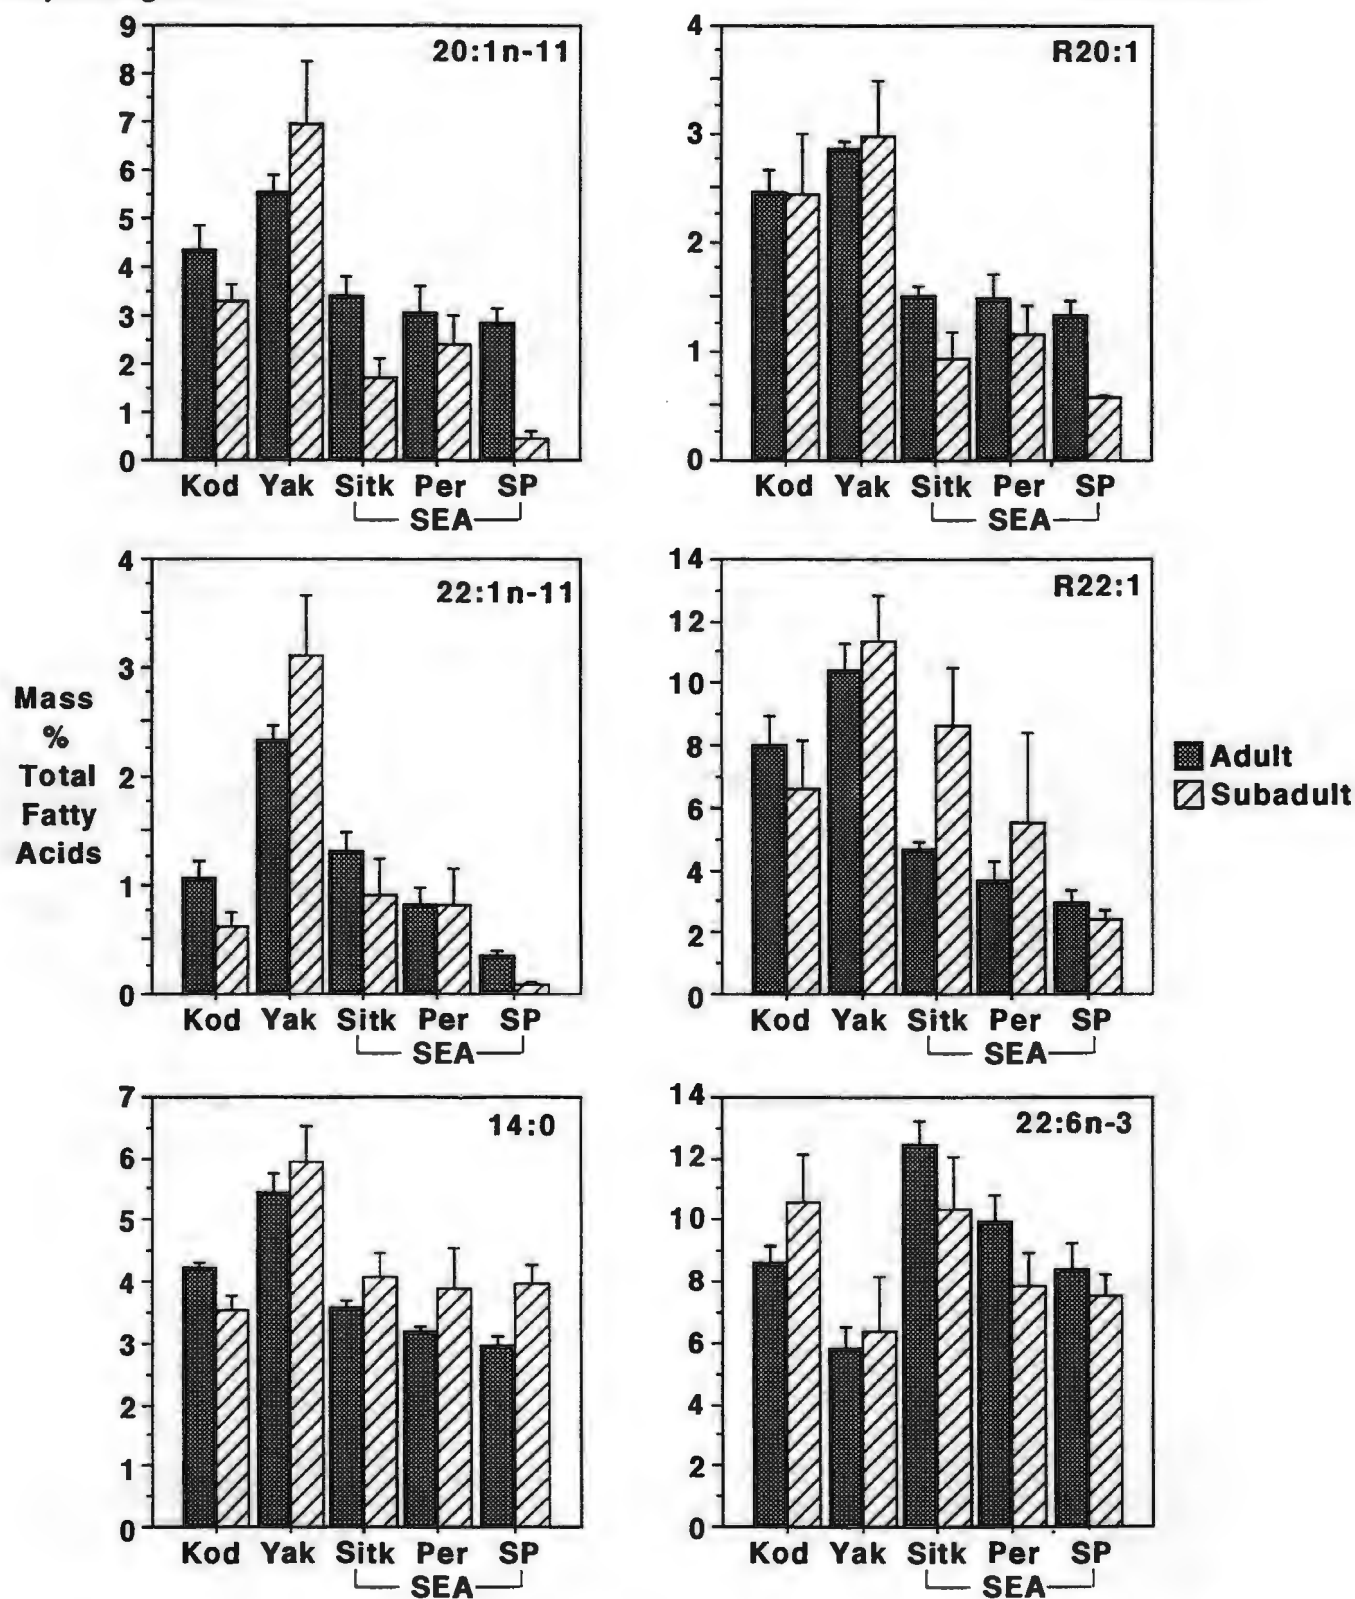 20:1n-11
9
8
7
6
5
4
3
2
1
0
Kod Yak Sitk Per SP
SEA
R20:1
4
3
2
1
0
Kod Yak Sitk Per SP
SEA
22:1n-11
4
3
2
1
0
Kod Yak Sitk Per SP
SEA
R22:1
14
12
10
8
6
4
2
0
Kod Yak Sitk Per SP
SEA
Mass
%
Total
Fatty
Acids
Adult
Subadult
14:0
7
6
5
4
3
2
1
0
Kod Yak Sitk Per SP
SEA
22:6n-3
14
12
10
8
6
4
2
0
Kod Yak Sitk Per SP
SEA